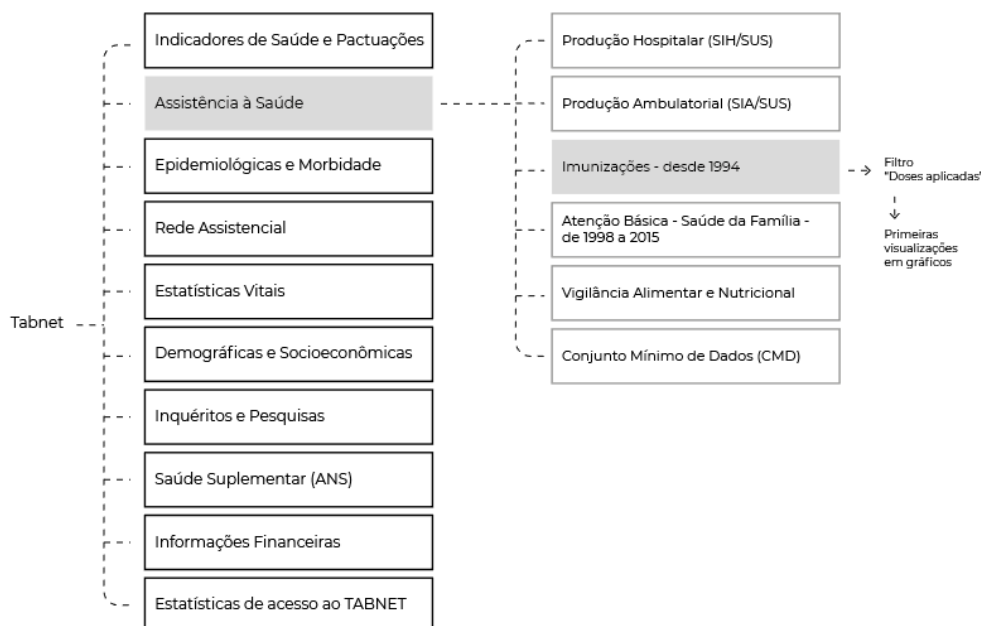 Tabnet
Indicadores de Saúde e Pactuações
Assistência à Saúde
Epidemiológicas e Morbidade
Rede Assistencial
Estatísticas Vitais
Demográficas e Socioeconômicas
Inquéritos e Pesquisas
Saúde Suplementar (ANS)
Informações Financeiras
Estatísticas de acesso ao TABNET
Produção Hospitalar (SIH/SUS)
Produção Ambulatorial (SIA/SUS)
Imunizações - desde 1994
Atenção Básica - Saúde da Família -
de 1998 a 2015
Vigilância Alimentar e Nutricional
Conjunto Mínimo de Dados (CMD)
Filtro
"Doses aplicadas"
Primeiras
visualizações
em gráficos